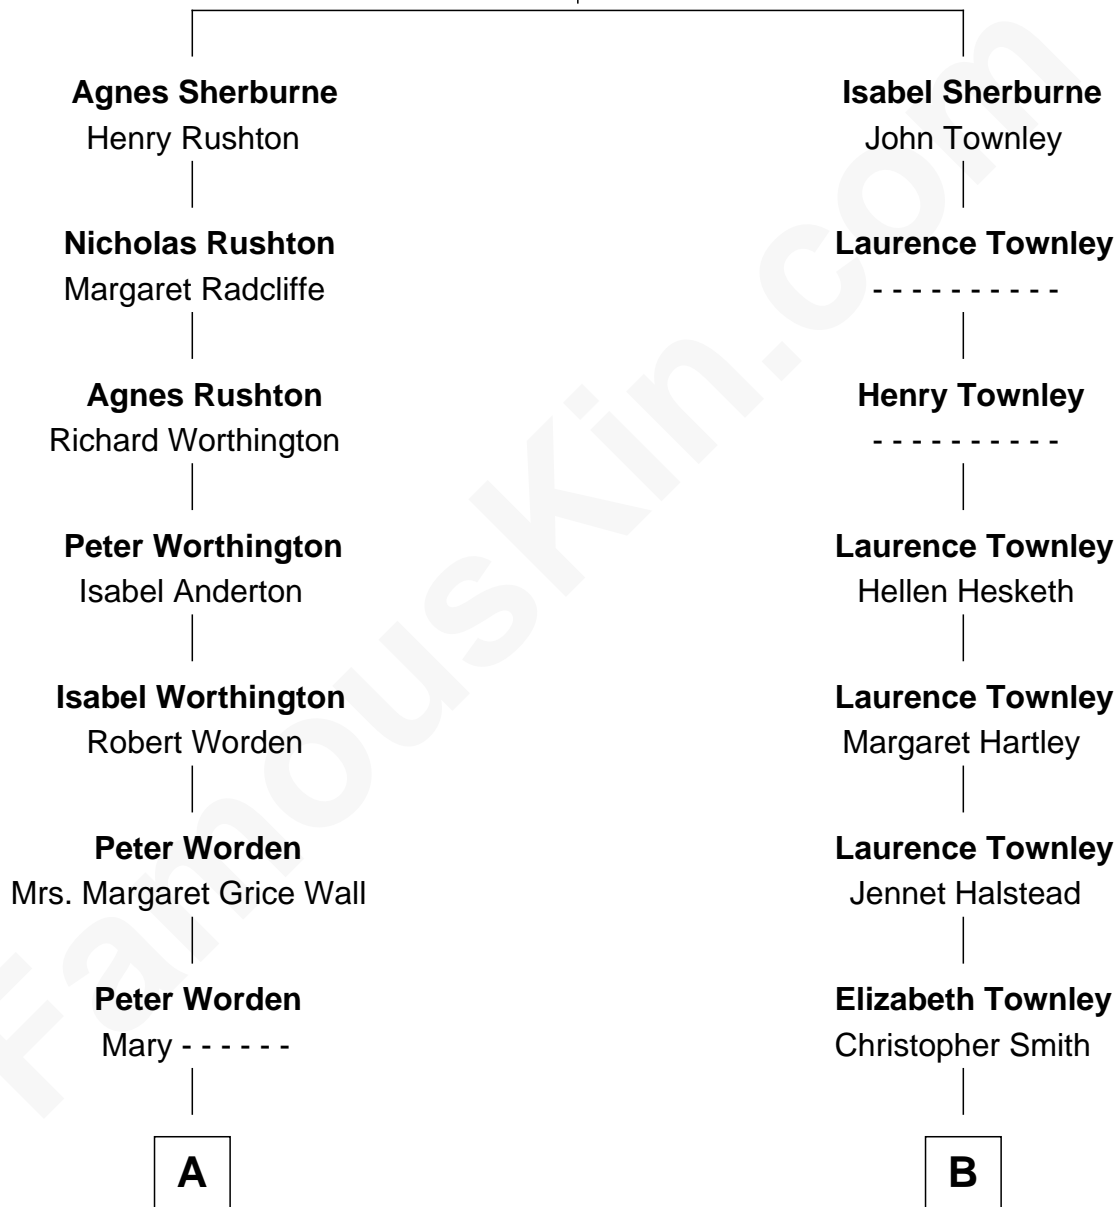 Agnes Sherburne
Henry Rushton
Nicholas Rushton
Margaret Radcliffe
Agnes Rushton
Richard Worthington
Peter Worthington
Isabel Anderton
Isabel Worthington
Robert Worden
Peter Worden
Mrs. Margaret Grice Wall
Peter Worden
Mary - - - - - -
A
Isabel Sherburne
John Townley
Laurence Townley
- - - - - - - - - -
Henry Townley
- - - - - - - - - -
Laurence Townley
Hellen Hesketh
Laurence Townley
Margaret Hartley
Laurence Townley
Jennet Halstead
Elizabeth Townley
Christopher Smith
B
FamousKin.com